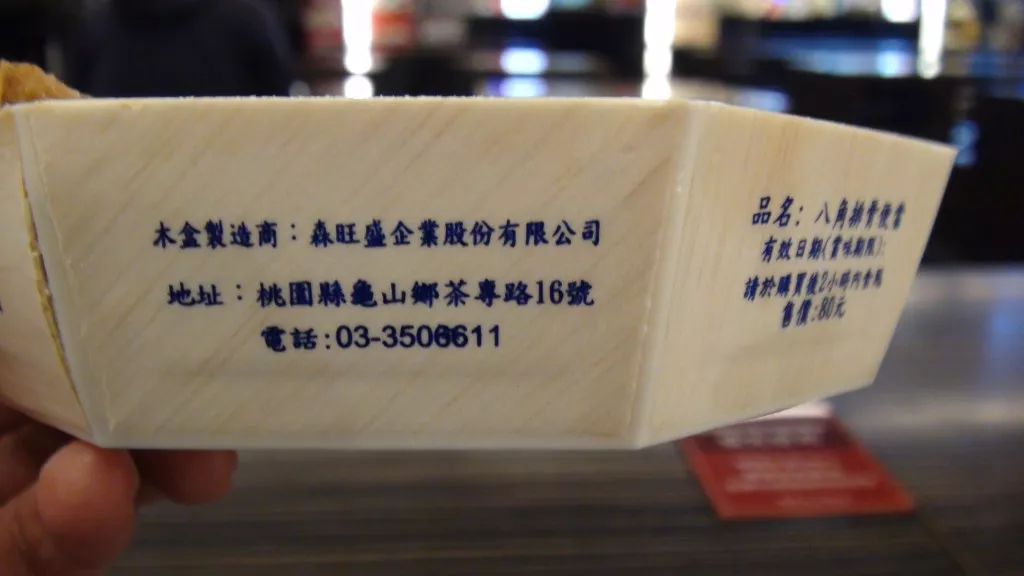 木盒製造商：森旺盛企業股份有限公司
地址：桃園縣龜山鄉茶專路16號
電話:03-3506611
品名：八角排骨便當
有效日期(賞味期限):
請於購買後2小時內食用
售價:80元